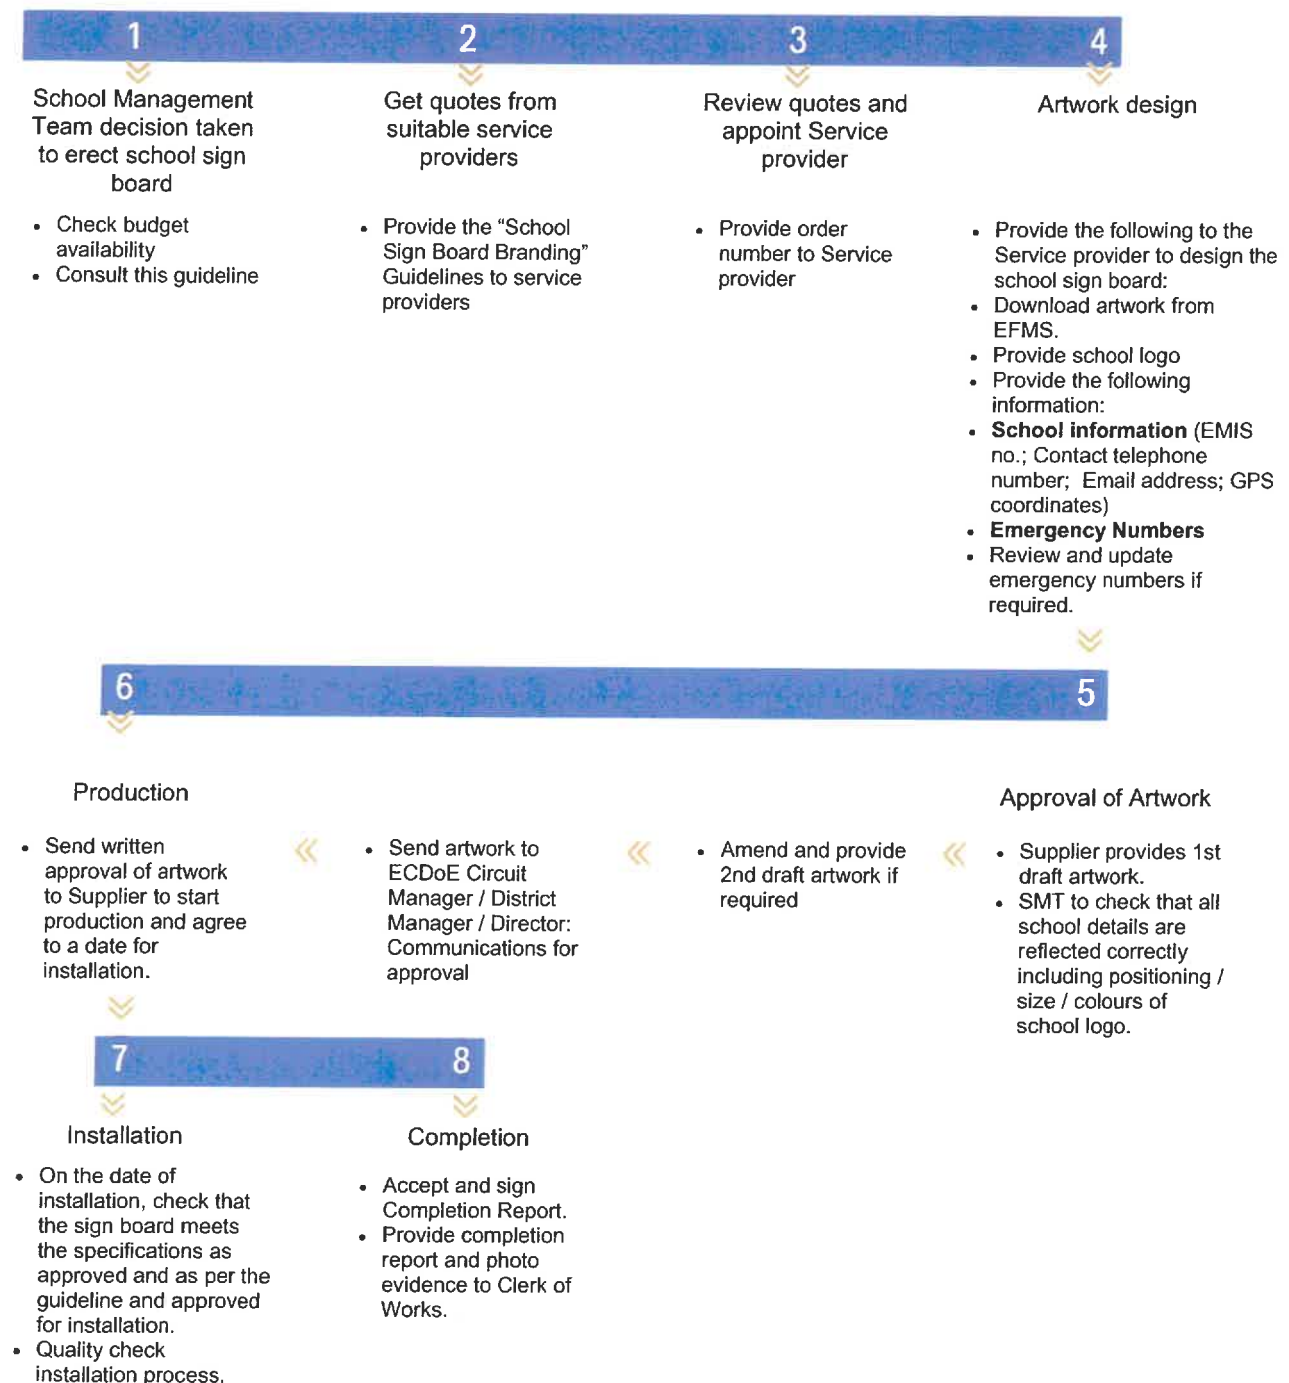 1
School Management
Team decision taken
to erect school sign
board
• Check budget
availability
• Consult this guideline
2
Get quotes from
suitable service
providers
• Provide the “School
Sign Board Branding”
Guidelines to service
providers
3
Review quotes and
appoint Service
provider
• Provide order
number to Service
provider
4
Artwork design
• Provide the following to the
Service provider to design the
school sign board:
• Download artwork from
EFMS.
• Provide school logo
• Provide the following
information:
• School information (EMIS
no.; Contact telephone
number; Email address; GPS
coordinates)
• Emergency Numbers
• Review and update
emergency numbers if
required.
5
Approval of Artwork
• Supplier provides 1st
draft artwork.
• SMT to check that all
school details are
reflected correctly
including positioning /
size / colours of
school logo.
• Amend and provide
2nd draft artwork if
required
• Send artwork to
ECDoE Circuit
Manager / District
Manager / Director:
Communications for
approval
6
Production
• Send written
approval of artwork
to Supplier to start
production and agree
to a date for
installation.
7
Installation
• On the date of
installation, check that
the sign board meets
the specifications as
approved and as per the
guideline and approved
for installation.
• Quality check
installation process.
8
Completion
• Accept and sign
Completion Report.
• Provide completion
report and photo
evidence to Clerk of
Works.